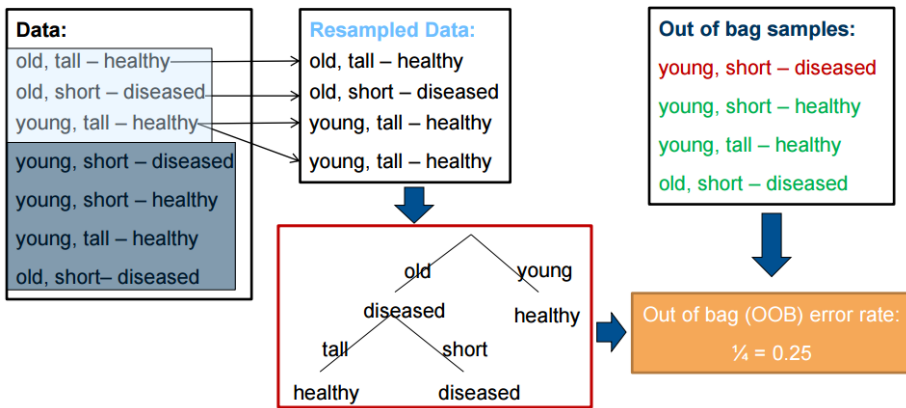 Data:
old, tall – healthy
old, short – diseased
young, tall – healthy
young, short – diseased
young, short – healthy
young, tall – healthy
old, short– diseased
Resampled Data:
old, tall – healthy
old, short – diseased
young, tall – healthy
young, tall – healthy
Out of bag samples:
young, short – diseased
young, short – healthy
young, tall – healthy
old, short – diseased
old young
diseased healthy
tall short
healthy diseased
Out of bag (OOB) error rate:
¼ = 0.25